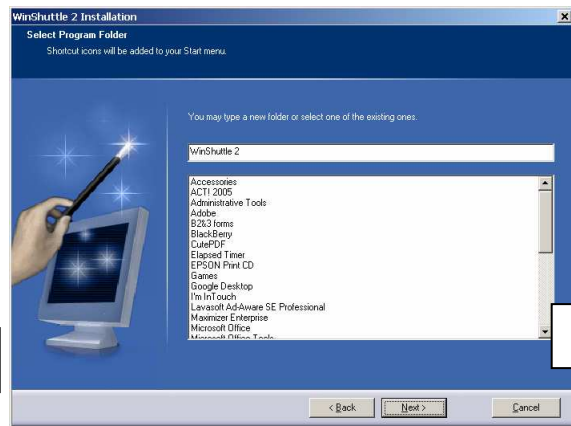 WinShuttle 2 Installation
Select Program Folder
Shortcut icons will be added to your Start menu.
You may type a new folder or select one of the existing ones.
WinShuttle 2
Accessories
ACT! 2005
Administrative Tools
Adobe
B2&3 forms
BlackBerry
CutePDF
Elapsed Timer
EPSON Print CD
Games
Google Desktop
I'm InTouch
Lavasoft Ad-Aware SE Professional
Maximizer Enterprise
Microsoft Office
Microsoft Office Tools
< Back
Next >
Cancel